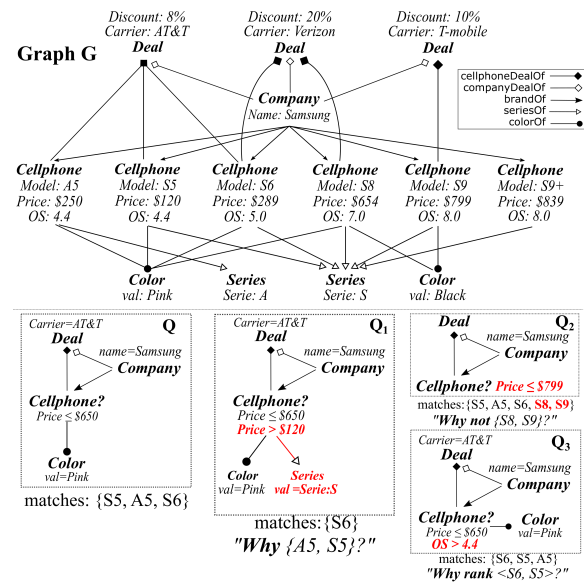 Discount: 8%
Carrier: AT&T
Deal
Discount: 20%
Carrier: Verizon
Deal
Discount: 10%
Carrier: T-mobile
Deal
Graph G
cellphoneDealOf
companyDealOf
brandOf
seriesOf
colorOf
Company
Name: Samsung
Cellphone
Model: A5
Price: $250
OS: 4.4
Cellphone
Model: S5
Price: $120
OS: 4.4
Cellphone
Model: S6
Price: $289
OS: 5.0
Cellphone
Model: S8
Price: $654
OS: 7.0
Cellphone
Model: S9
Price: $799
OS: 8.0
Cellphone
Model: S9+
Price: $839
OS: 8.0
Color
val: Pink
Series
Serie: A
Series
Serie: S
Color
val: Black
Q
Carrier=AT&T
Deal
name=Samsung
Company
Cellphone?
Price ≤ $650
Color
val=Pink
matches: {S5, A5, S6}
Q1
Carrier=AT&T
Deal
name=Samsung
Company
Cellphone?
Price ≤ $650
Price > $120
Color
val=Pink
Series
val =Serie:S
matches:{S6}
"Why {A5, S5}?"
Q2
Deal
name=Samsung
Company
Cellphone? Price ≤ $799
matches:{S5, A5, S6, S8, S9}
"Why not {S8, S9}?"
Q3
Carrier=AT&T
Deal
name=Samsung
Company
Cellphone?
Price ≤ $650
OS > 4.4
Color
val=Pink
matches: {S6, S5, A5}
"Why rank <S6, S5>?"